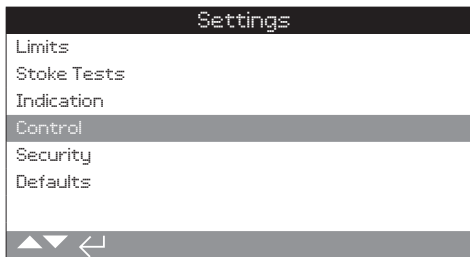 Settings
Limits
Stoke Tests
Indication
Control
Security
Defaults